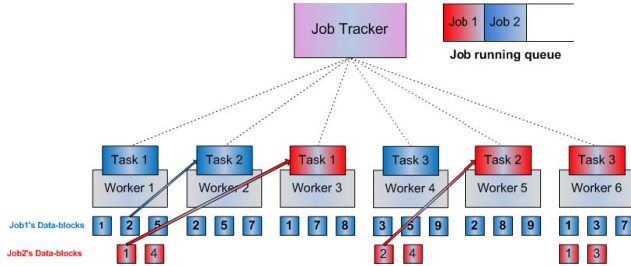 Job Tracker
Job 1 Job 2
Job running queue
Task 1 Task 2 Task 1 Task 3 Task 2 Task 3
Worker 1 Worker 2 Worker 3 Worker 4 Worker 5 Worker 6
Job1's Data-blocks 1 2 5 2 5 7 1 7 8 3 5 9 2 8 9 1 3 7
Job2's Data-blocks 1 4 2 4 1 3